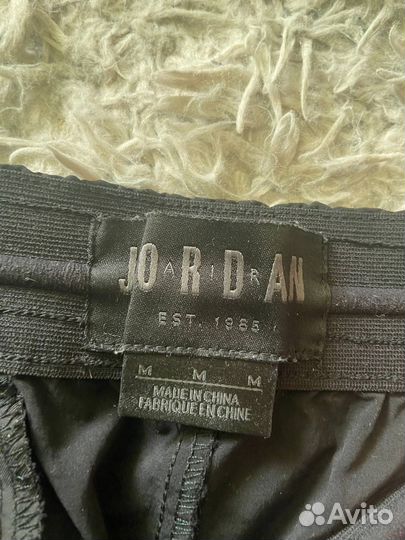 JORDAN
AIR
EST. 1985
M M M
MADE IN CHINA
FABRIQUE EN CHINE
Avito